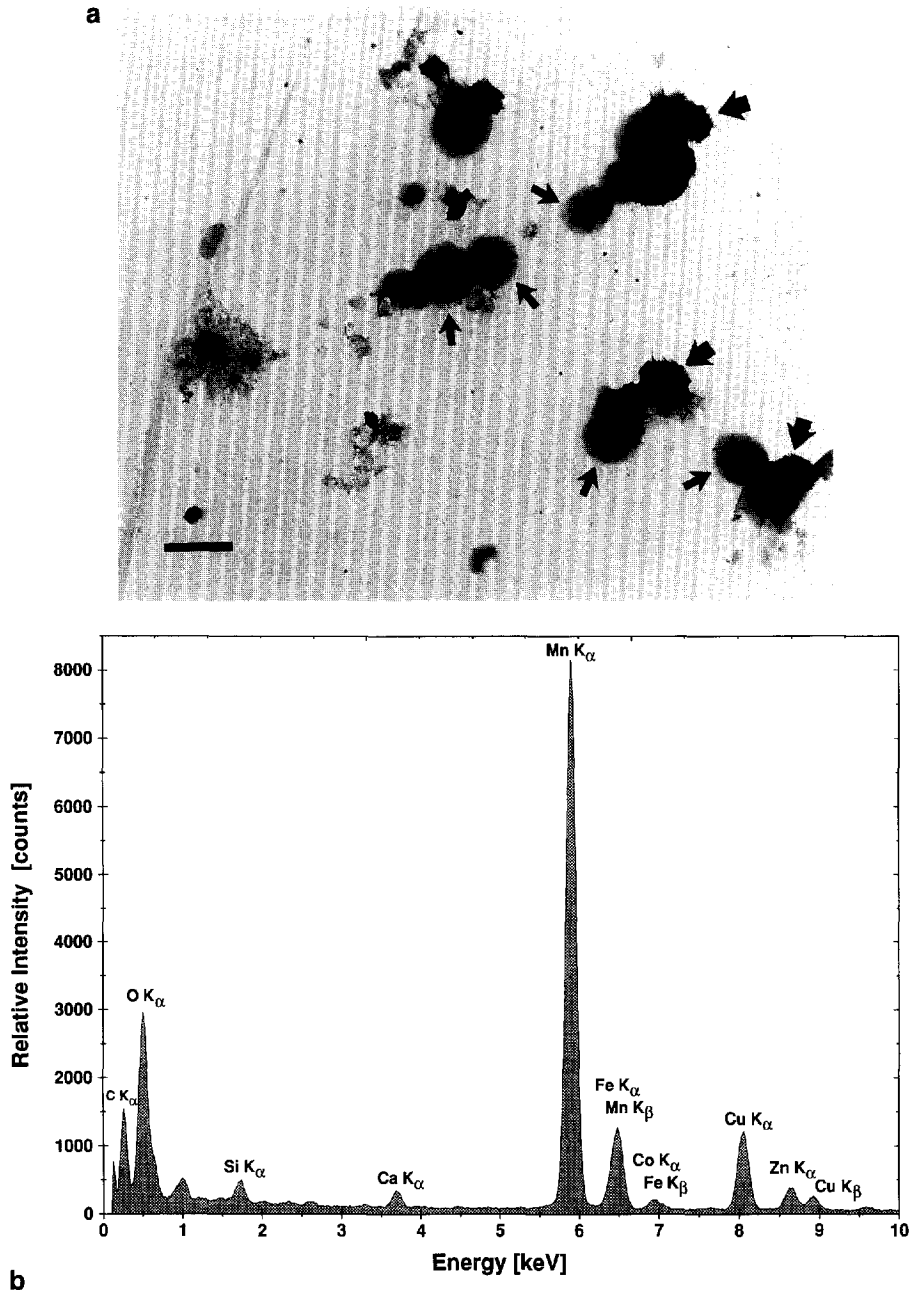 a
8000
7000
6000
5000
4000
3000
2000
1000
0
Relative Intensity [counts]
C Kα
O Kα
Si Kα
Ca Kα
Mn Kα
Fe Kα
Mn Kβ
Co Kα
Fe Kβ
Cu Kα
Zn Kα
Cu Kβ
0 1 2 3 4 5 6 7 8 9 10
Energy [keV]
b